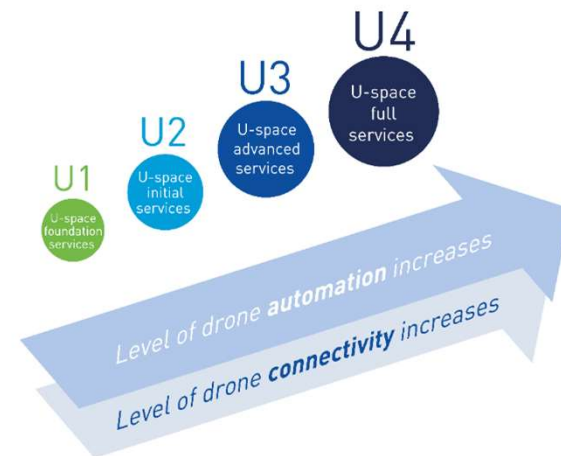 U1
U-space
foundation
services
U2
U-space
initial
services
U3
U-space
advanced
services
U4
U-space
full
services
Level of drone automation increases
Level of drone connectivity increases